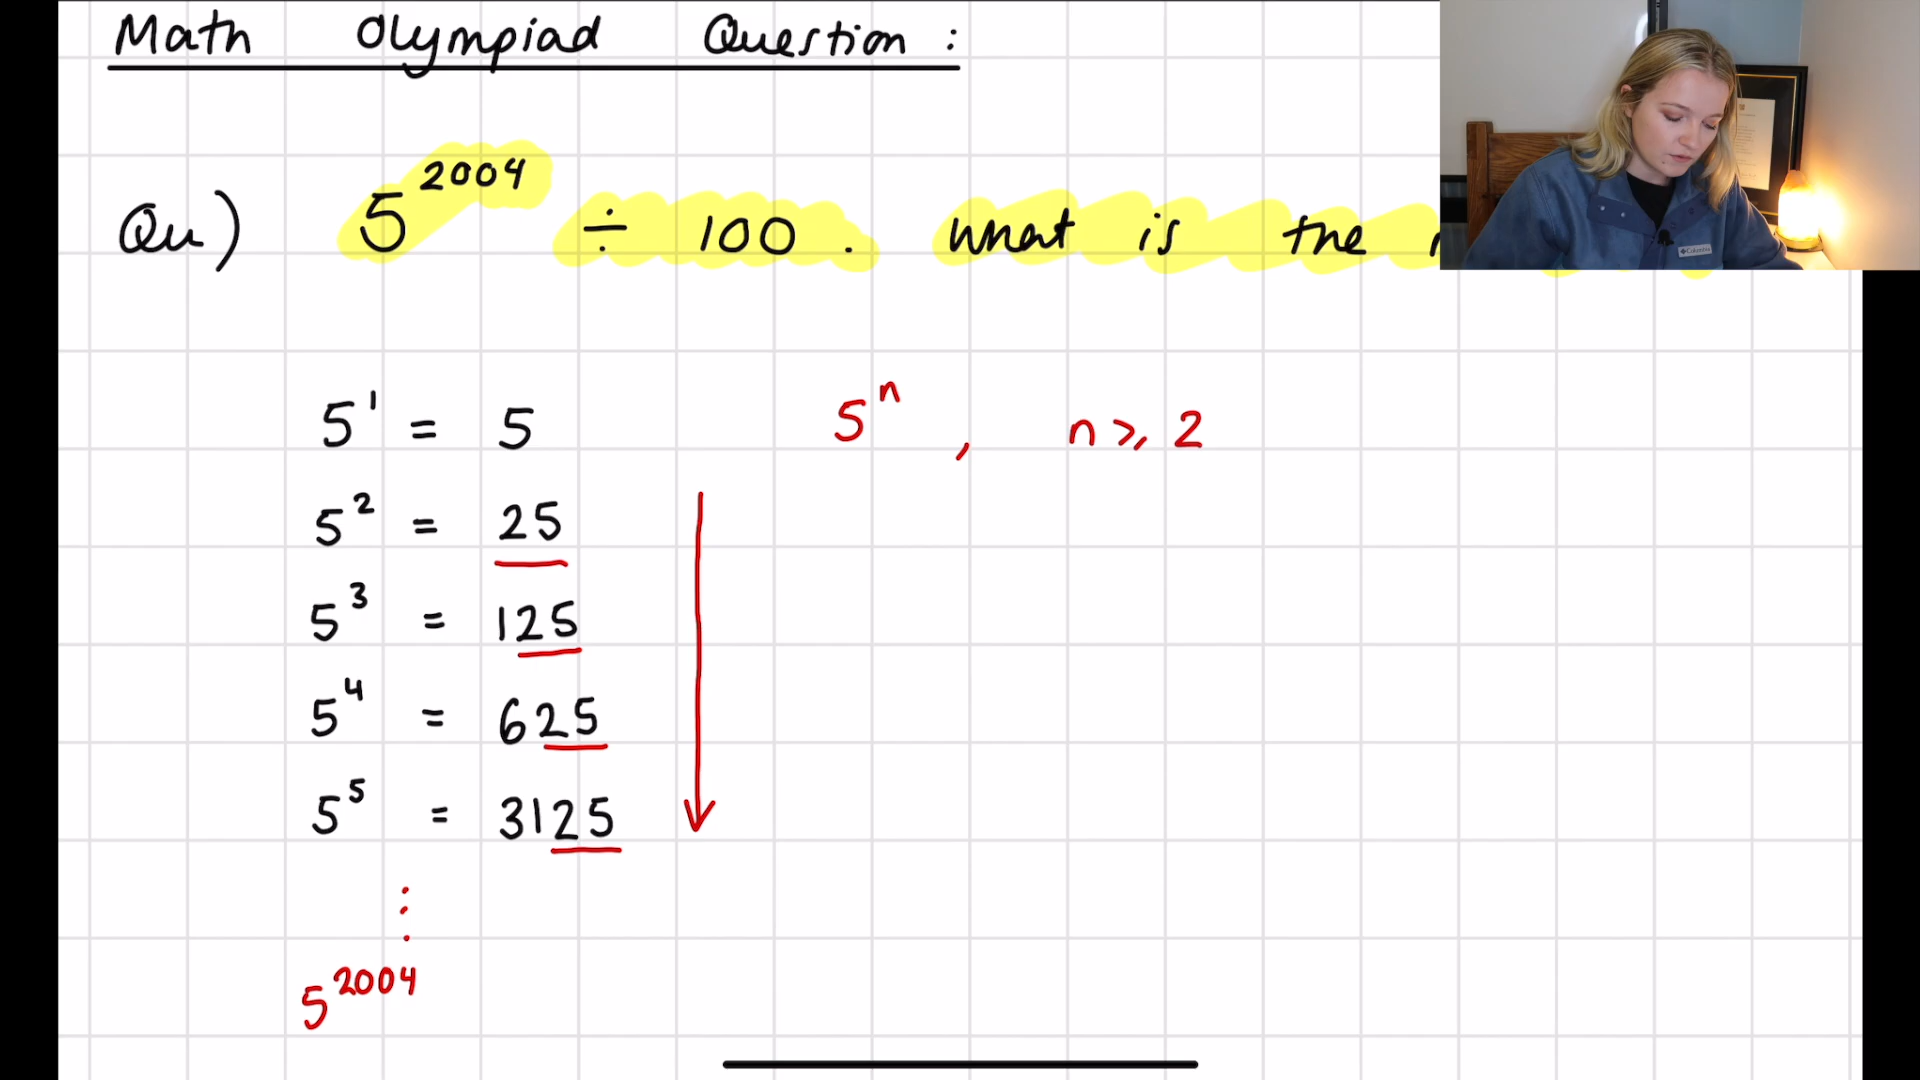 Math Olympiad Question :
Qu) 5^2004 ÷ 100 . What is the
5^1 = 5
5^n , n ⩾ 2
5^2 = 25
5^3 = 125
5^4 = 625
5^5 = 3125
⋮
5^2004
Columbia